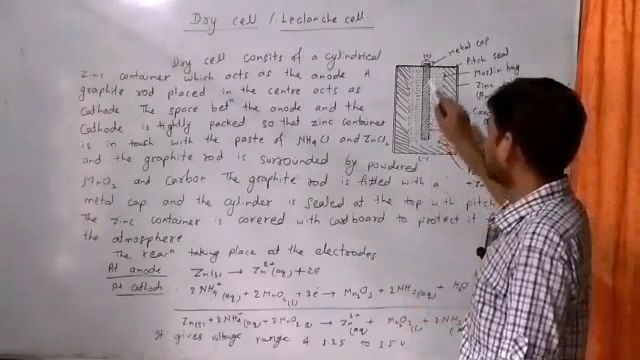 Dry cell / Leclanche cell
Dry cell consists of a cylindrical
zinc container which acts as the anode A
graphite rod placed in the centre acts as
Cathode The space betn the anode and the
Cathode is tightly packed so that zinc container
is in touch with the paste of NH4Cl and ZnCl2
and the graphite rod is surrounded by powdered
MnO2 and Carbon The graphite rod is fitted with a
metal cap and the cylinder is sealed at the top with pitch
The Zinc container is covered with cardboard to protect it
the atmosphere
The reacn taking place at the electrodes
At anode: Zn(s) → Zn2+(aq) + 2e
At cathode: 2NH4+(aq) + 2MnO2(s) + 2e → Mn2O3 + 2NH3(aq) + H2O
Zn(s) + 2NH4+(aq) + 2MnO2(s) → Zn2+(aq) + Mn2O3(s) + 2NH3
It gives voltage range of 1.25 to 1.50 v
metal cap
Pitch seal
Muslin bag
Zinc